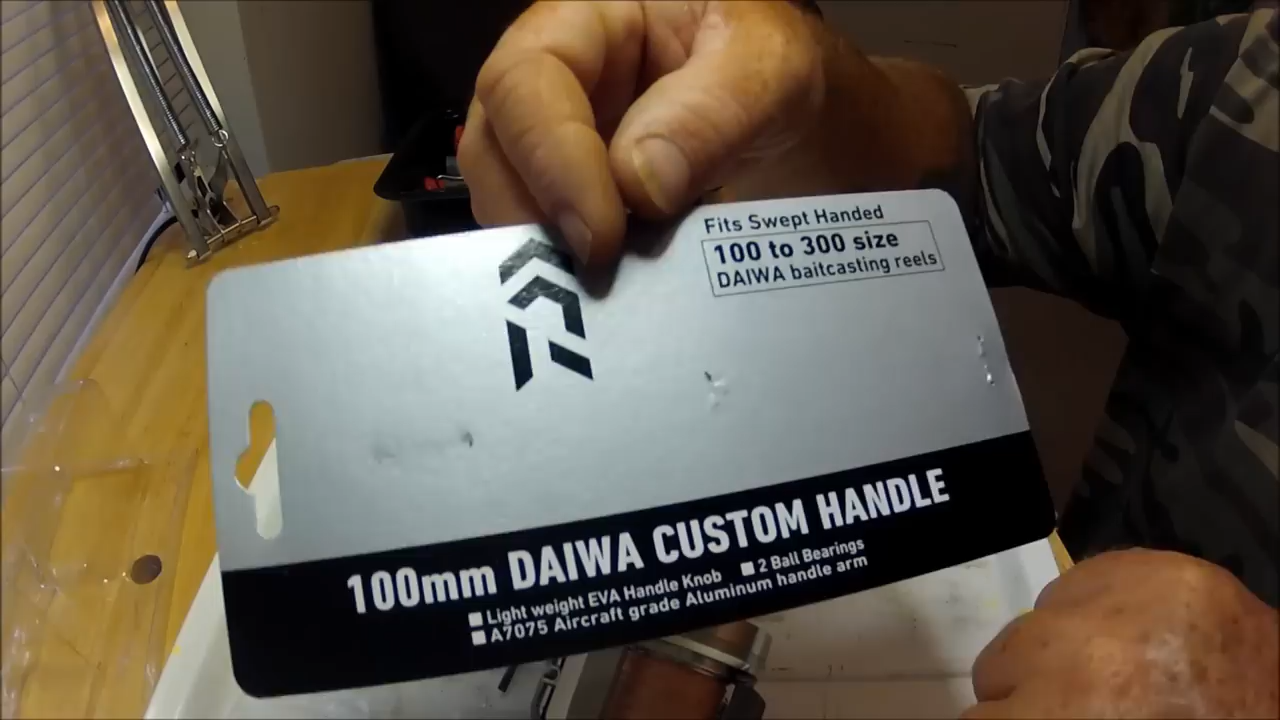 Fits Swept Handed
100 to 300 size
DAIWA baitcasting reels
100mm DAIWA CUSTOM HANDLE
■ Light weight EVA Handle Knob ■ 2 Ball Bearings
■ A7075 Aircraft grade Aluminum handle arm